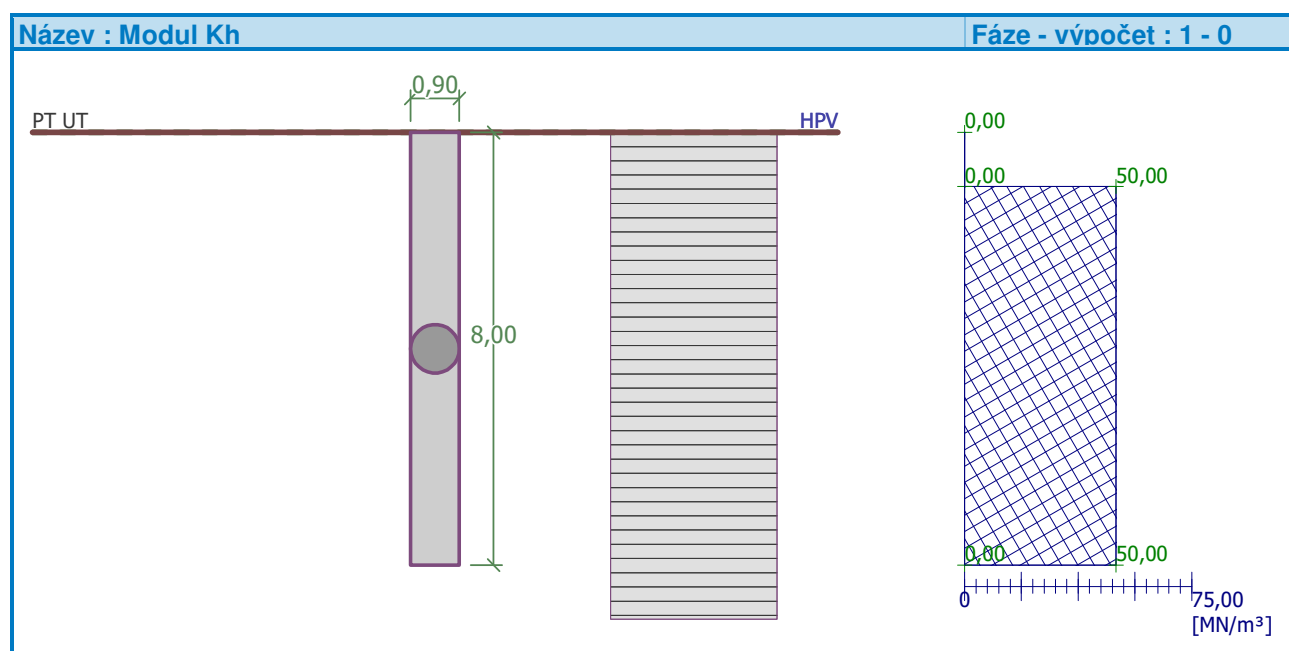 Název : Modul Kh
Fáze - výpočet : 1 - 0
0,90
PT UT
HPV
0,00
0,00
50,00
8,00
0,00
50,00
0
75,00
[MN/m³]